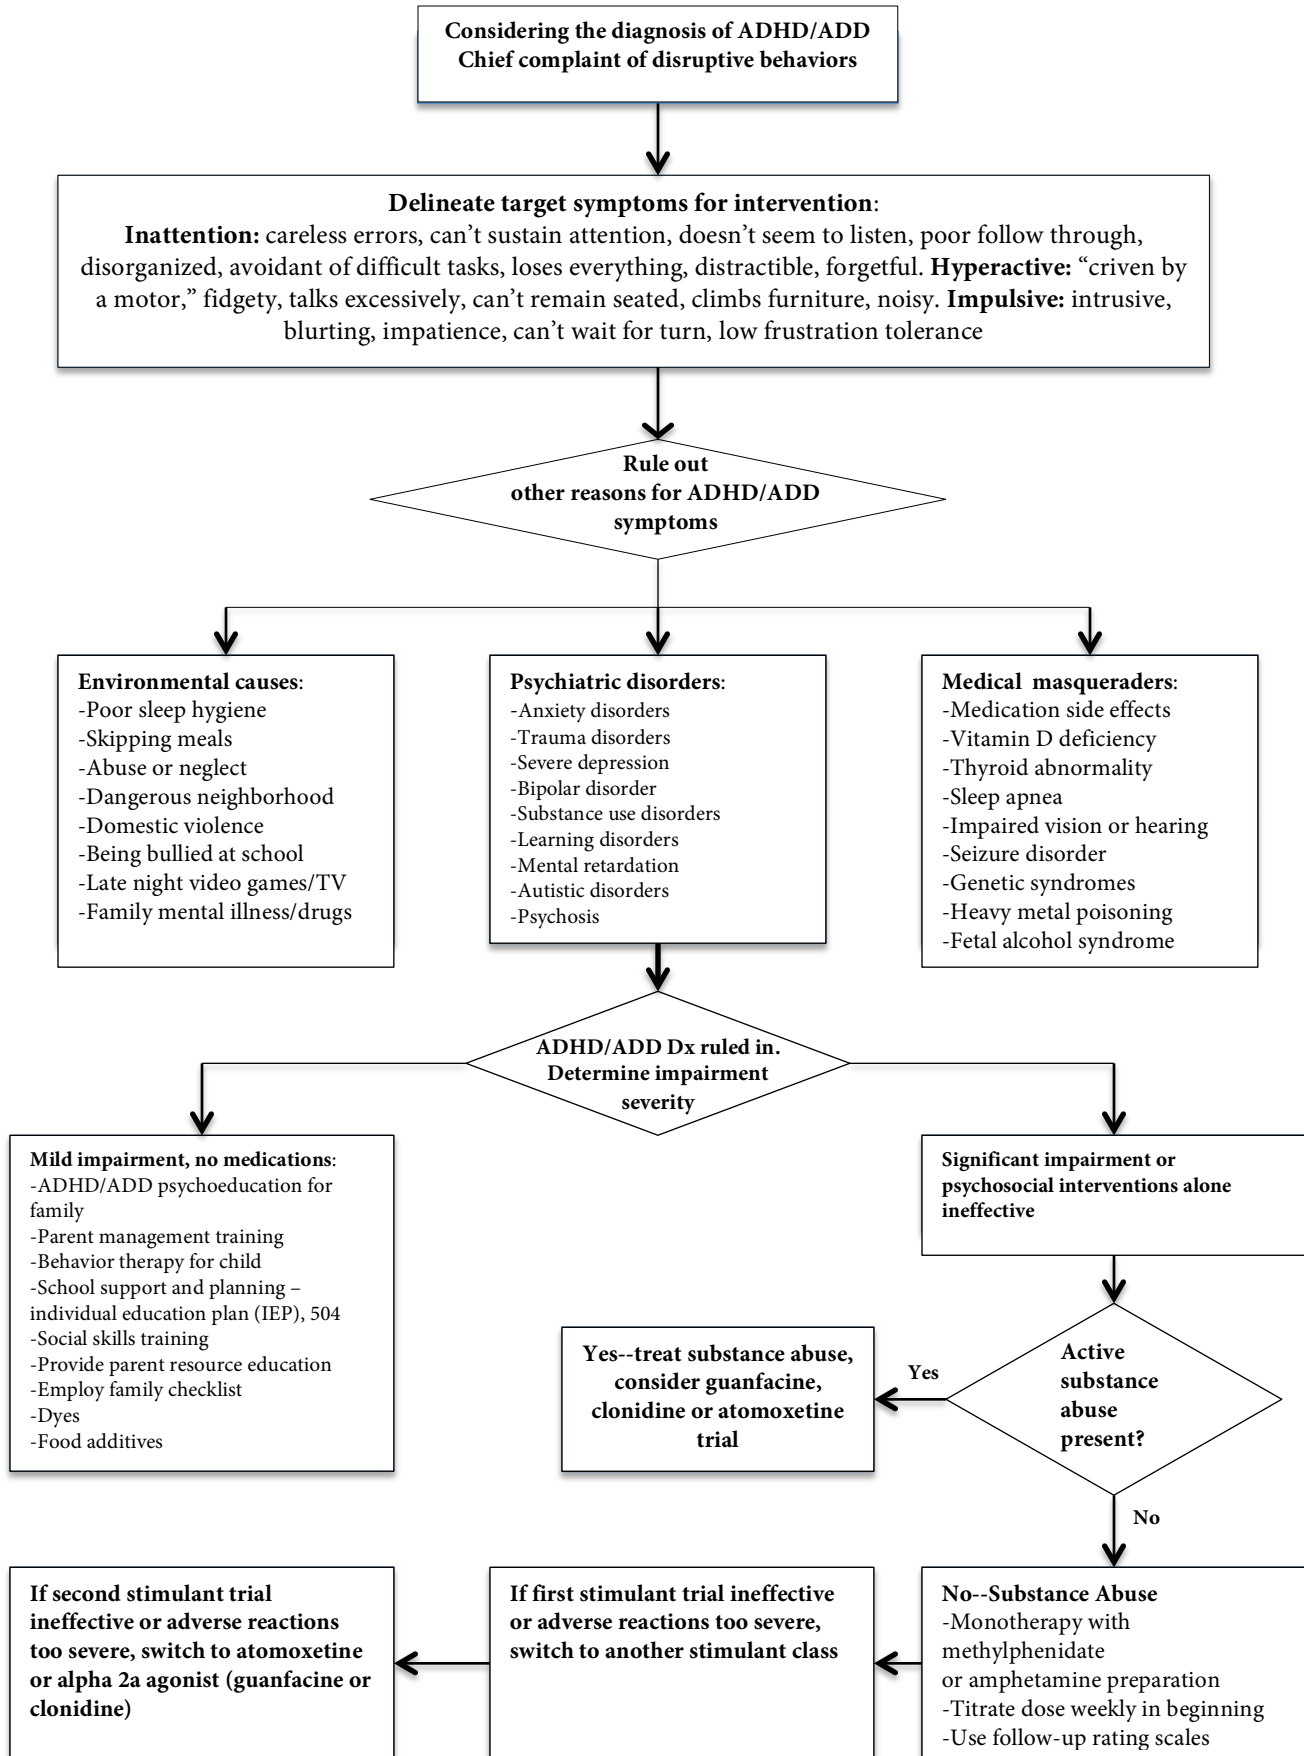 Considering the diagnosis of ADHD/ADD
Chief complaint of disruptive behaviors
Delineate target symptoms for intervention:
Inattention: careless errors, can’t sustain attention, doesn’t seem to listen, poor follow through,
disorganized, avoidant of difficult tasks, loses everything, distractible, forgetful. Hyperactive: “criven by
a motor,” fidgety, talks excessively, can’t remain seated, climbs furniture, noisy. Impulsive: intrusive,
blurting, impatience, can’t wait for turn, low frustration tolerance
Rule out
other reasons for ADHD/ADD
symptoms
Environmental causes:
-Poor sleep hygiene
-Skipping meals
-Abuse or neglect
-Dangerous neighborhood
-Domestic violence
-Being bullied at school
-Late night video games/TV
-Family mental illness/drugs
Psychiatric disorders:
-Anxiety disorders
-Trauma disorders
-Severe depression
-Bipolar disorder
-Substance use disorders
-Learning disorders
-Mental retardation
-Autistic disorders
-Psychosis
Medical masqueraders:
-Medication side effects
-Vitamin D deficiency
-Thyroid abnormality
-Sleep apnea
-Impaired vision or hearing
-Seizure disorder
-Genetic syndromes
-Heavy metal poisoning
-Fetal alcohol syndrome
ADHD/ADD Dx ruled in.
Determine impairment
severity
Mild impairment, no medications:
-ADHD/ADD psychoeducation for
family
-Parent management training
-Behavior therapy for child
-School support and planning –
individual education plan (IEP), 504
-Social skills training
-Provide parent resource education
-Employ family checklist
-Dyes
-Food additives
Significant impairment or
psychosocial interventions alone
ineffective
Active
substance
abuse
present?
Yes
Yes--treat substance abuse,
consider guanfacine,
clonidine or atomoxetine
trial
No
No--Substance Abuse
-Monotherapy with
methylphenidate
or amphetamine preparation
-Titrate dose weekly in beginning
-Use follow-up rating scales
If first stimulant trial ineffective
or adverse reactions too severe,
switch to another stimulant class
If second stimulant trial
ineffective or adverse reactions
too severe, switch to atomoxetine
or alpha 2a agonist (guanfacine or
clonidine)